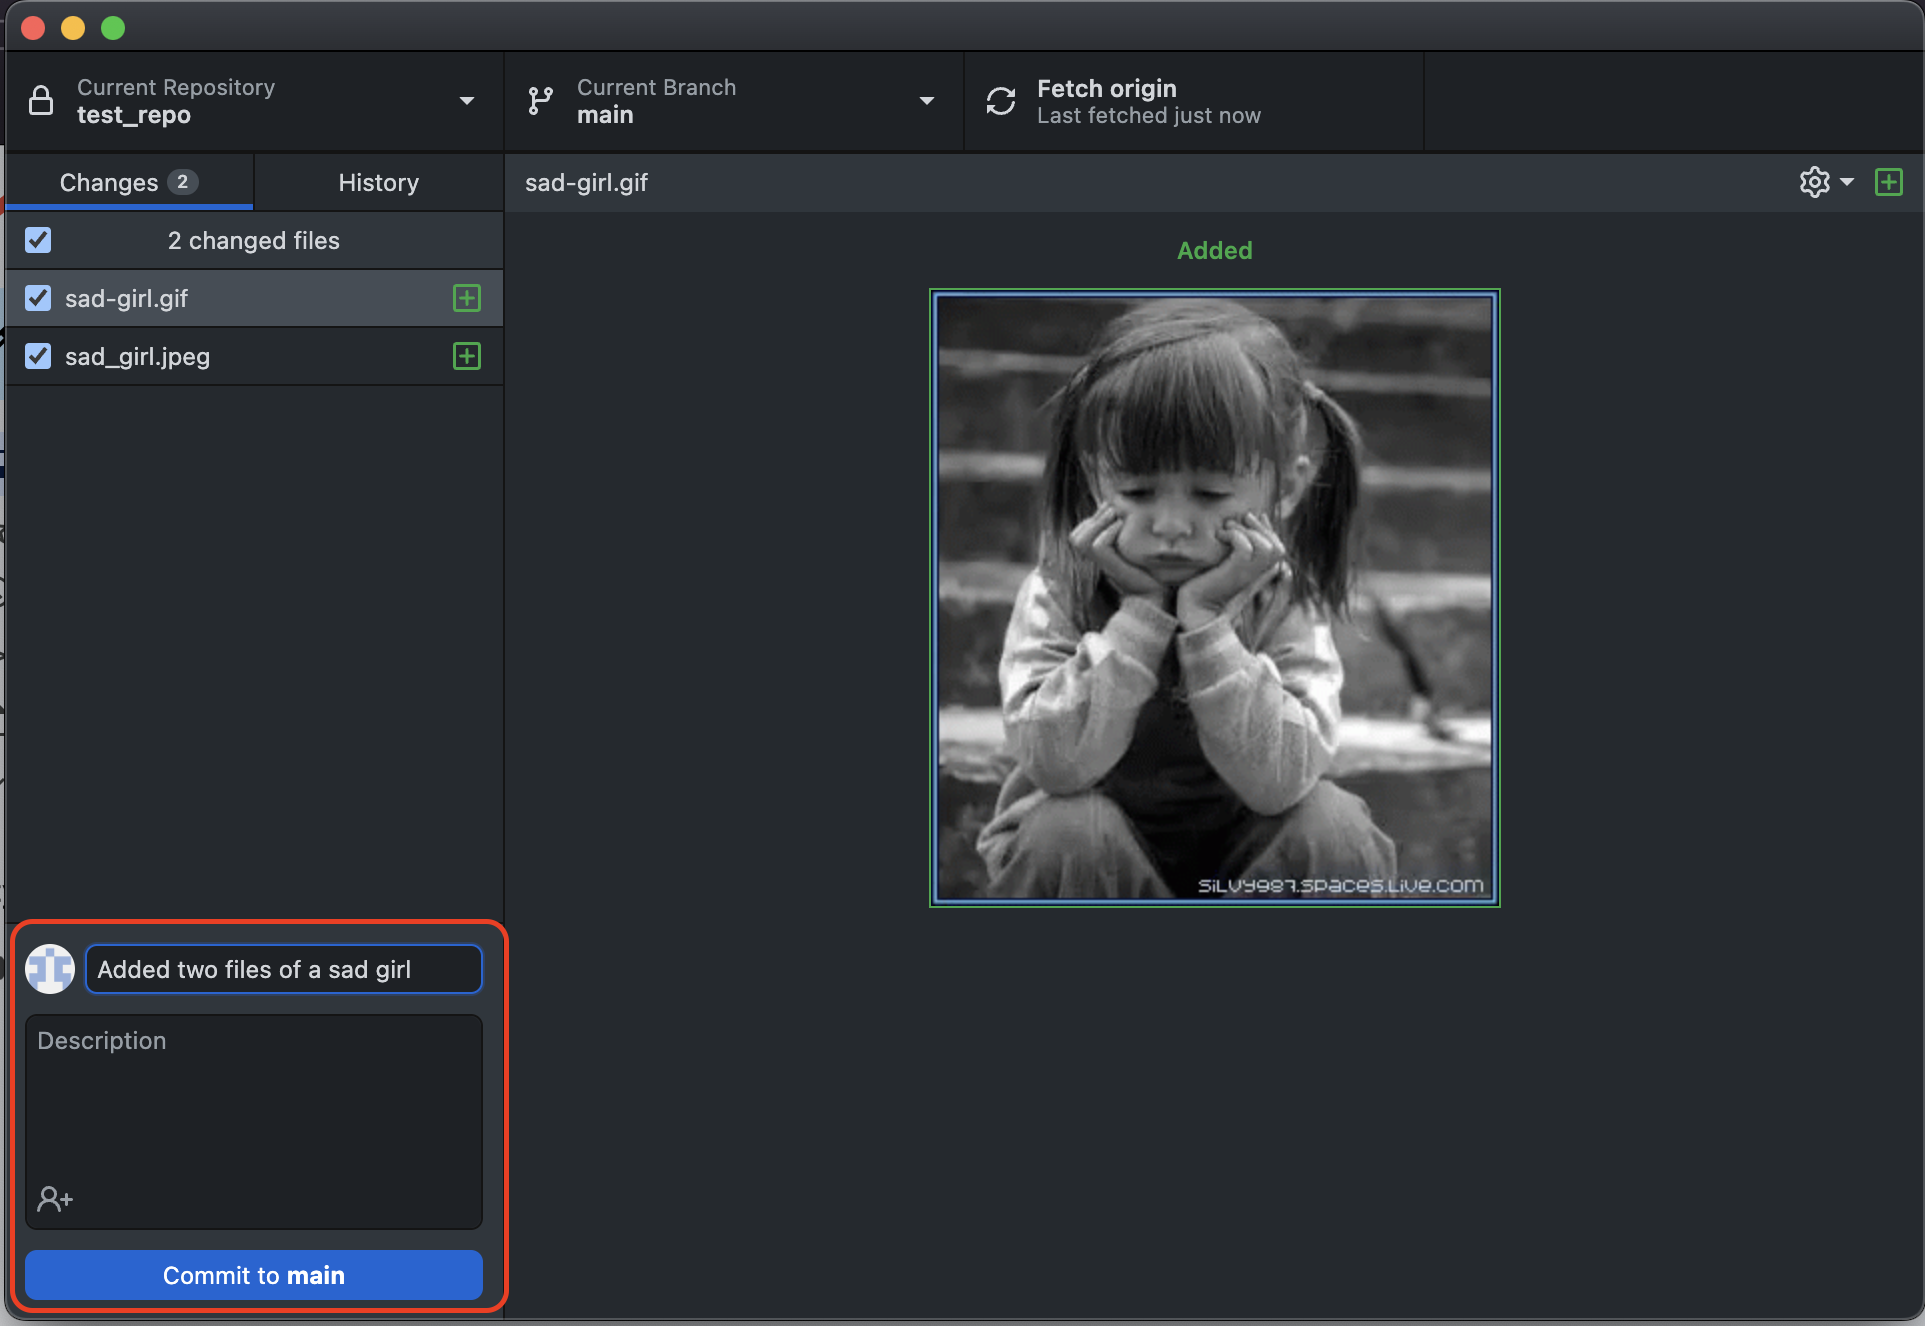 Current Repository
test_repo
Current Branch
main
Fetch origin
Last fetched just now
Changes 2
History
sad-girl.gif
2 changed files
sad-girl.gif
sad_girl.jpeg
Added
SiLVY987.SPACES.LiVE.COM
Added two files of a sad girl
Description
Commit to main